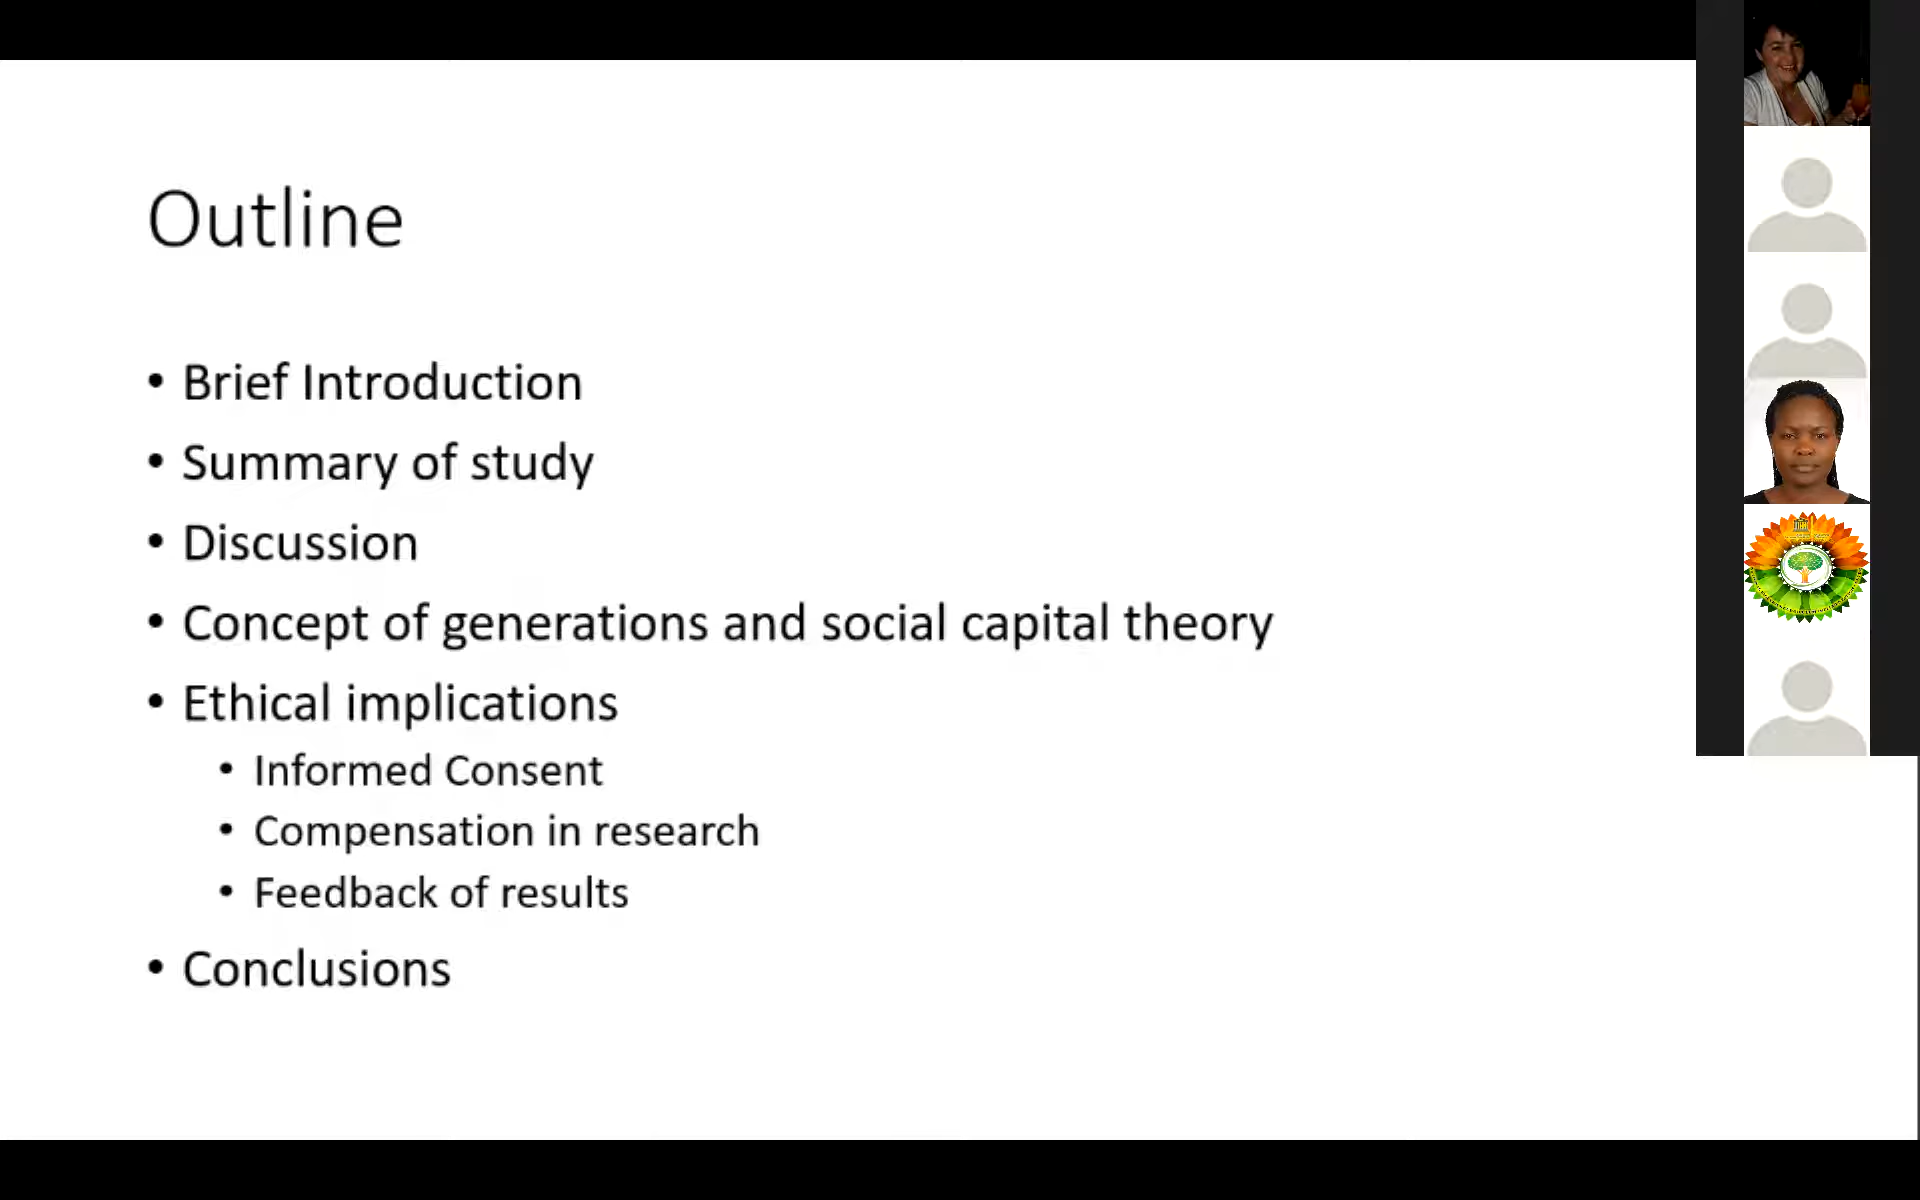 Outline
• Brief Introduction
• Summary of study
• Discussion
• Concept of generations and social capital theory
• Ethical implications
• Informed Consent
• Compensation in research
• Feedback of results
• Conclusions